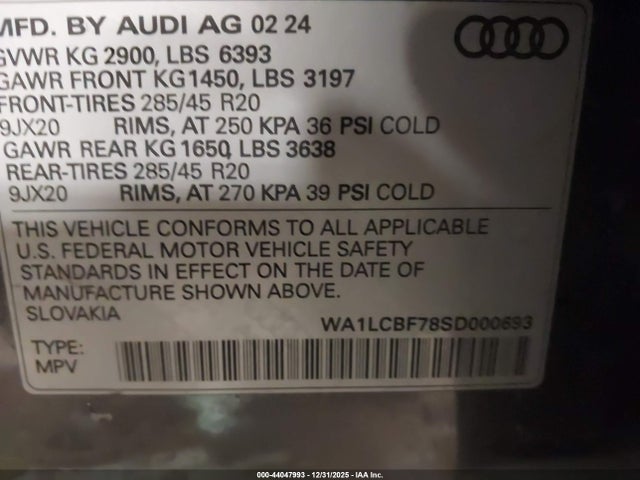 MFD. BY AUDI AG 02 24
GVWR KG 2900, LBS 6393
GAWR FRONT KG1450, LBS 3197
FRONT-TIRES 285/45 R20
9JX20 RIMS, AT 250 KPA 36 PSI COLD
GAWR REAR KG 1650, LBS 3638
REAR-TIRES 285/45 R20
9JX20 RIMS, AT 270 KPA 39 PSI COLD
THIS VEHICLE CONFORMS TO ALL APPLICABLE
U.S. FEDERAL MOTOR VEHICLE SAFETY
STANDARDS IN EFFECT ON THE DATE OF
MANUFACTURE SHOWN ABOVE.
SLOVAKIA
WA1LCBF78SD000693
TYPE:
MPV
000-44047993 - 12/31/2025 - IAA Inc.